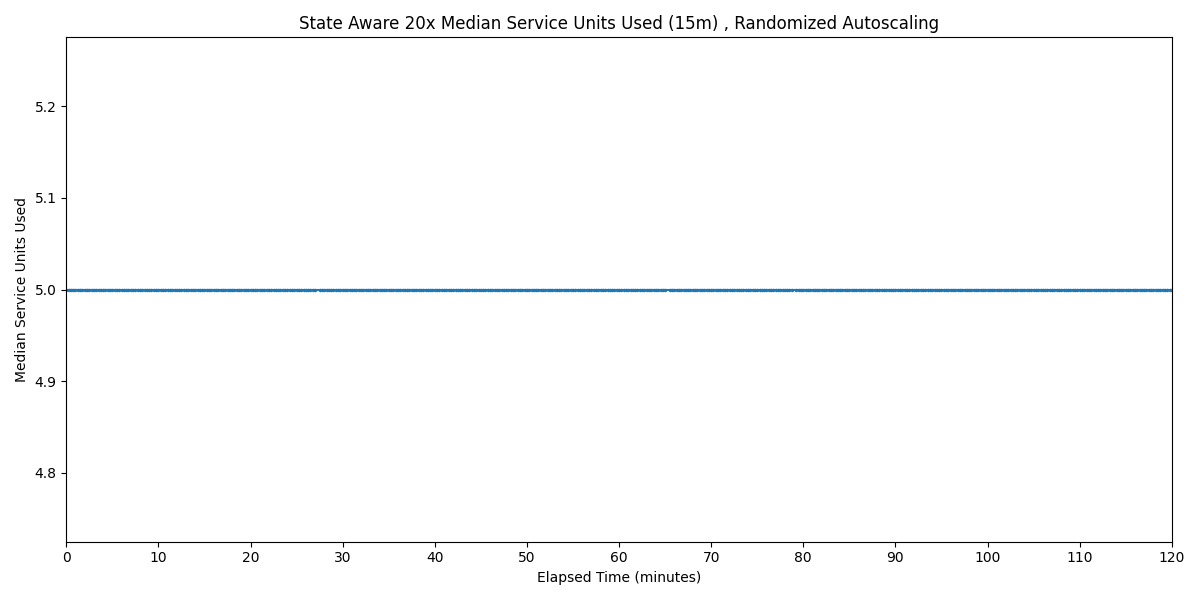 State Aware 20x Median Service Units Used (15m) , Randomized Autoscaling
Median Service Units Used
5.2
5.1
5.0
4.9
4.8
0 10 20 30 40 50 60 70 80 90 100 110 120
Elapsed Time (minutes)